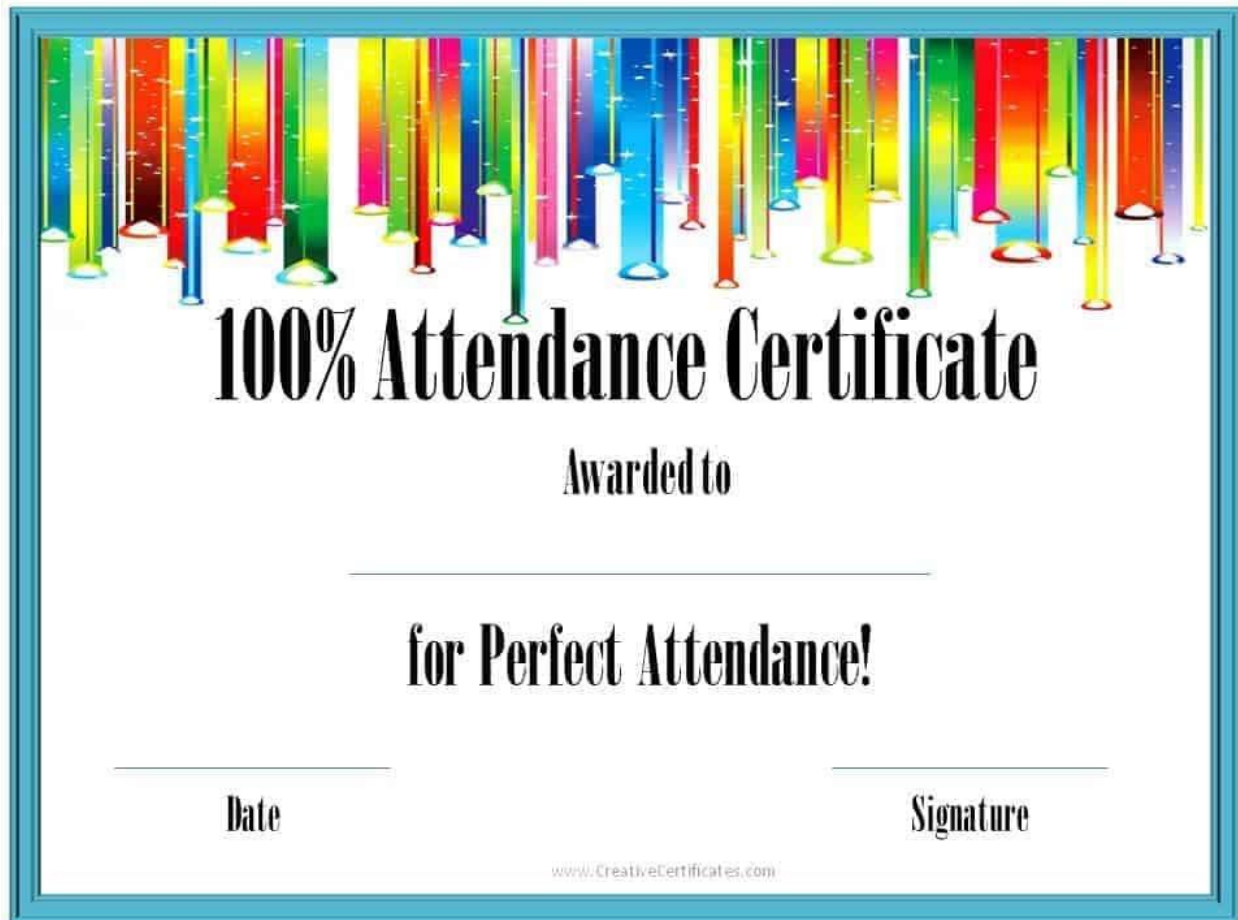 100% Attendance Certificate
Awarded to
for Perfect Attendance!
Date
Signature
www.CreativeCertificates.com